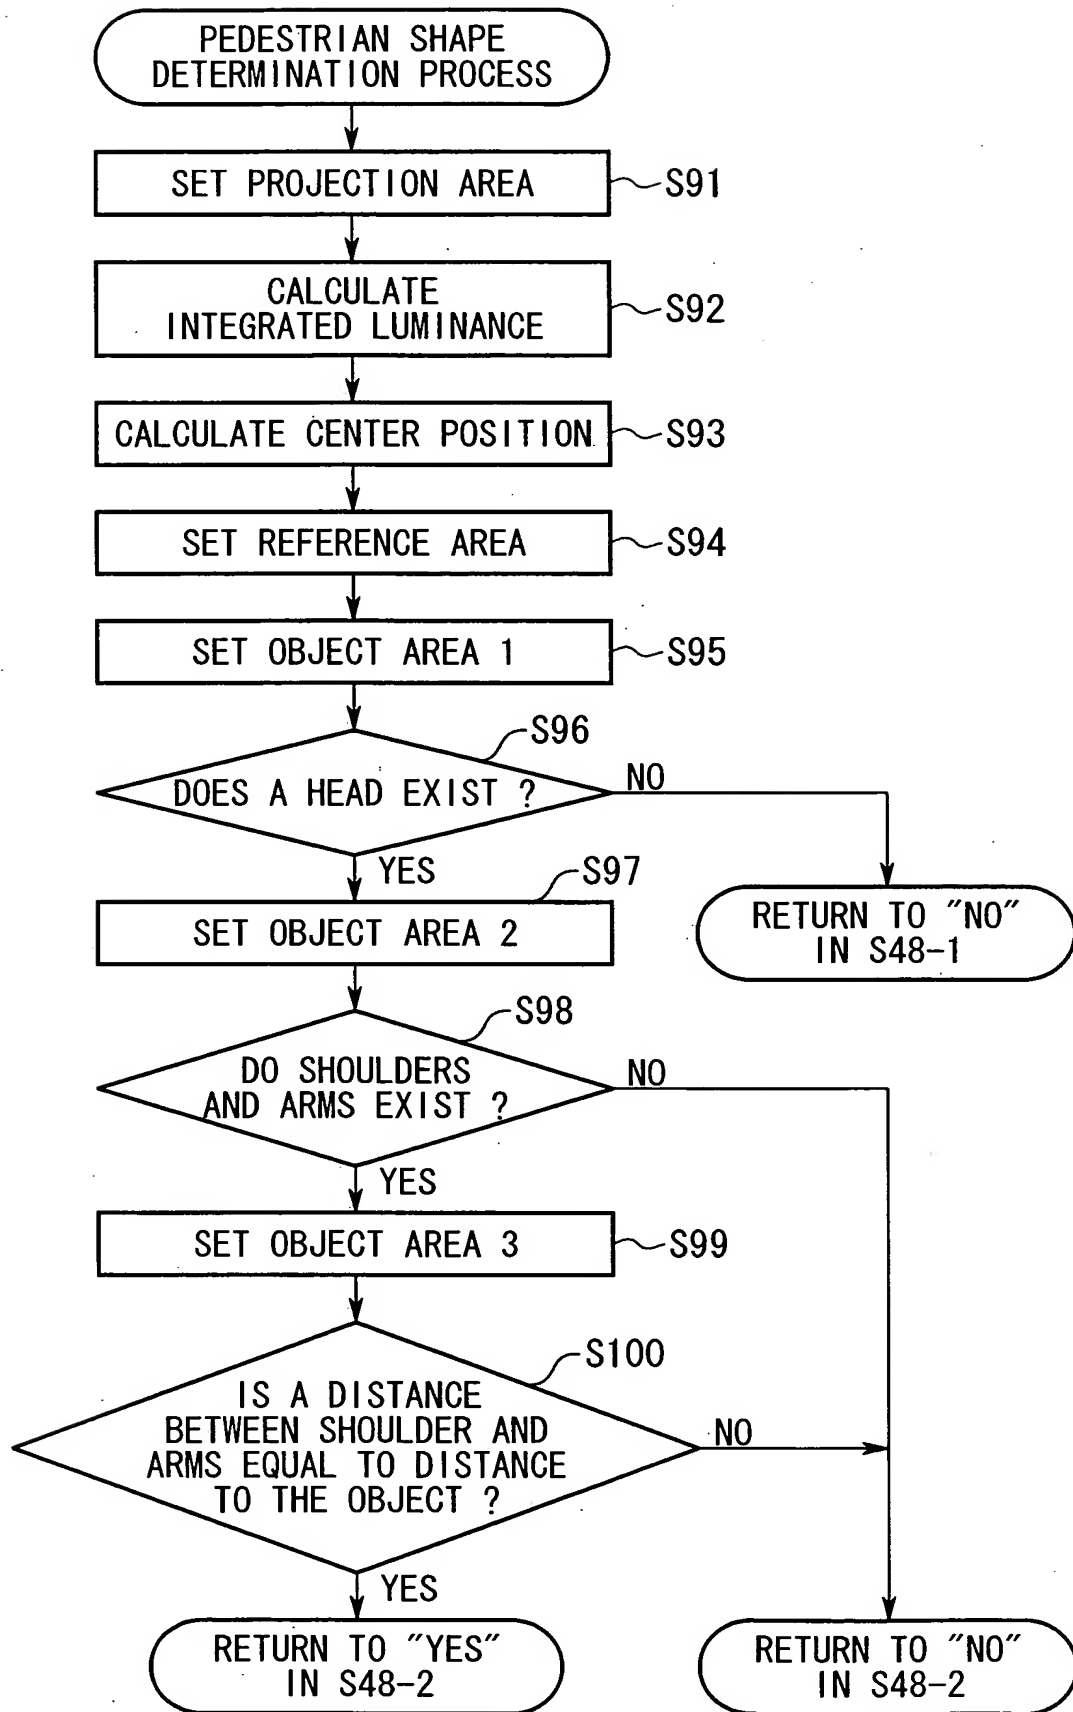 PEDESTRIAN SHAPE
DETERMINATION PROCESS
SET PROJECTION AREA
S91
CALCULATE
INTEGRATED LUMINANCE
S92
CALCULATE CENTER POSITION
S93
SET REFERENCE AREA
S94
SET OBJECT AREA 1
S95
S96
DOES A HEAD EXIST ?
NO
YES
S97
SET OBJECT AREA 2
RETURN TO "NO"
IN S48-1
S98
DO SHOULDERS
AND ARMS EXIST ?
NO
YES
SET OBJECT AREA 3
S99
S100
IS A DISTANCE
BETWEEN SHOULDER AND
ARMS EQUAL TO DISTANCE
TO THE OBJECT ?
NO
YES
RETURN TO "YES"
IN S48-2
RETURN TO "NO"
IN S48-2